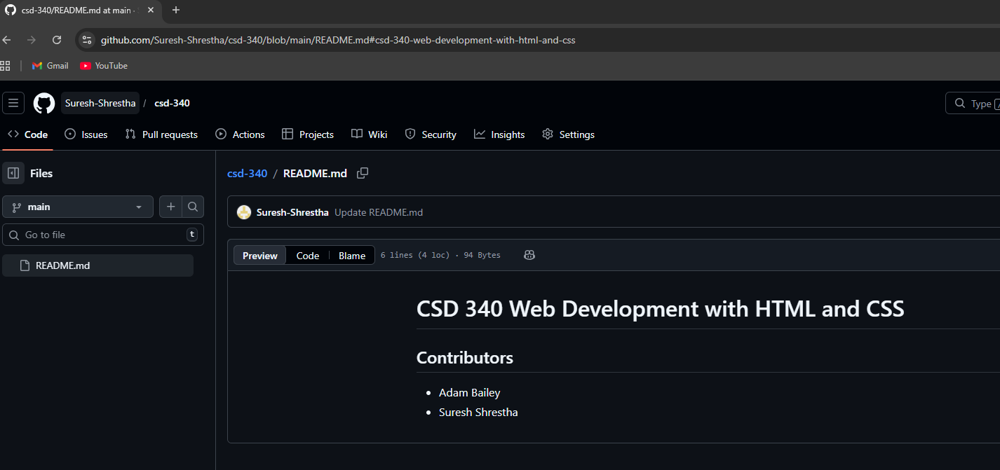 csd-340/README.md at main ·
github.com/Suresh-Shrestha/csd-340/blob/main/README.md#csd-340-web-development-with-html-and-css
Gmail YouTube
Suresh-Shrestha / csd-340
Type
Code Issues Pull requests Actions Projects Wiki Security Insights Settings
Files
csd-340 / README.md
main
Suresh-Shrestha Update README.md
Go to file t
Preview Code Blame 6 lines (4 loc) · 94 Bytes
README.md
CSD 340 Web Development with HTML and CSS
Contributors
• Adam Bailey
• Suresh Shrestha